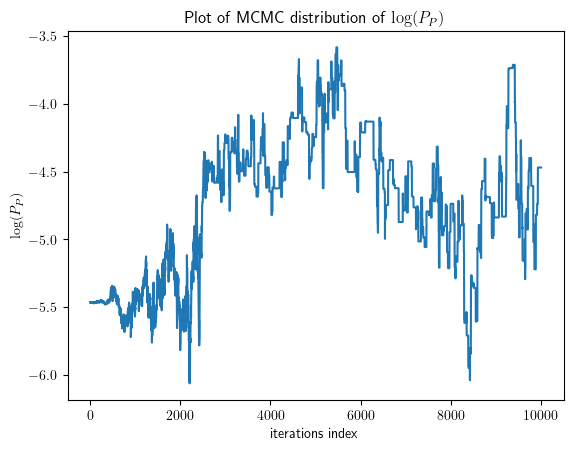 Plot of MCMC distribution of log(P_P)
−3.5
−4.0
−4.5
−5.0
−5.5
−6.0
log(P_P)
0 2000 4000 6000 8000 10000
iterations index